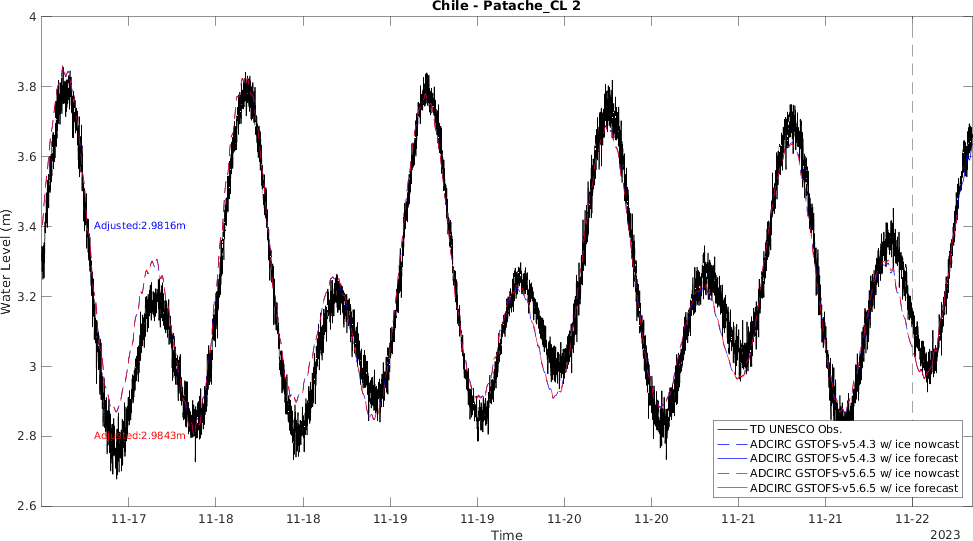 Chile - Patache_CL 2
4
3.8
3.6
3.4
3.2
3
2.8
2.6
Water Level (m)
Adjusted:2.9816m
Adjusted:2.9843m
TD UNESCO Obs.
ADCIRC GSTOFS-v5.4.3 w/ ice nowcast
ADCIRC GSTOFS-v5.4.3 w/ ice forecast
ADCIRC GSTOFS-v5.6.5 w/ ice nowcast
ADCIRC GSTOFS-v5.6.5 w/ ice forecast
11-17 11-18 11-18 11-19 11-19 11-20 11-20 11-21 11-21 11-22
Time
2023